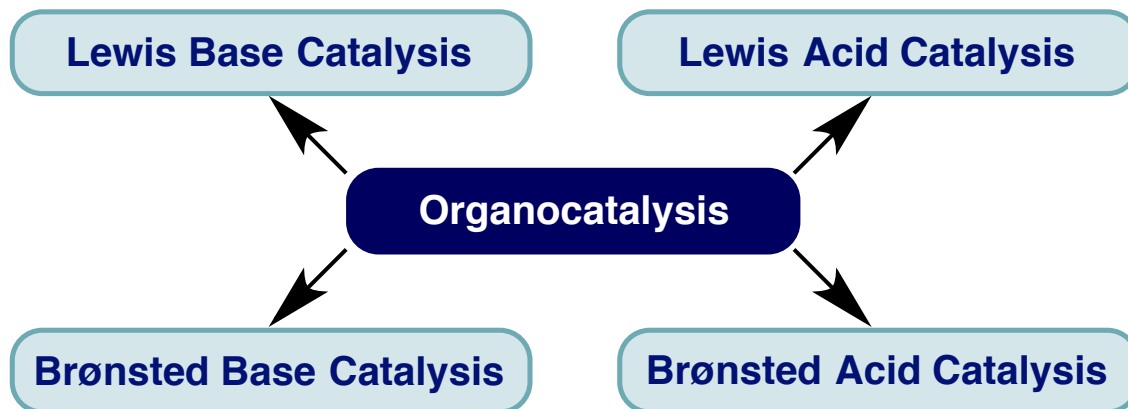 Lewis Base Catalysis
Lewis Acid Catalysis
Organocatalysis
Brønsted Base Catalysis
Brønsted Acid Catalysis